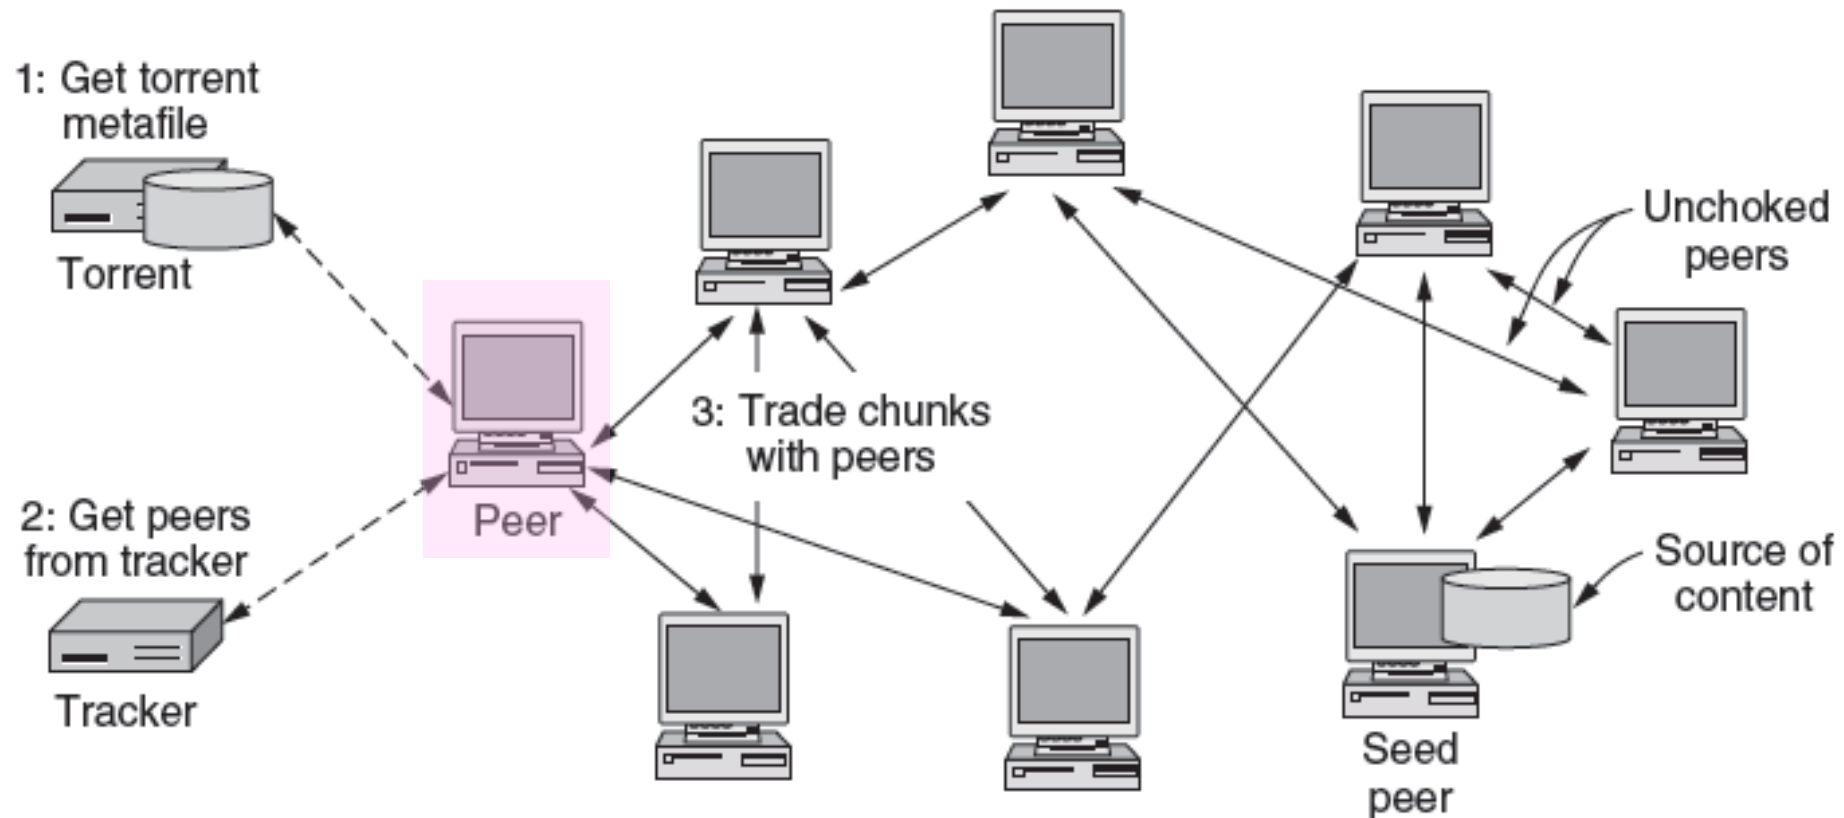 1: Get torrent
metafile
Torrent
Unchoked
peers
3: Trade chunks
with peers
Peer
2: Get peers
from tracker
Source of
content
Tracker
Seed
peer